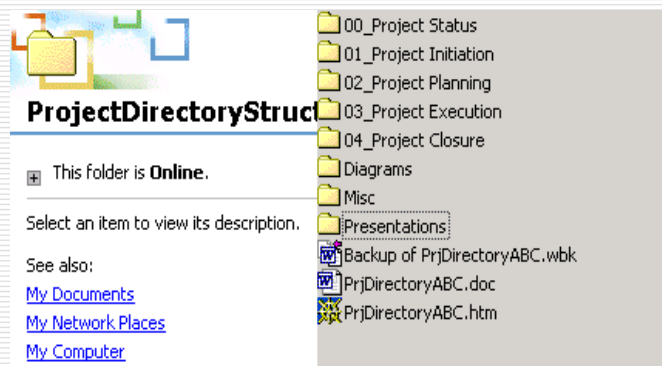 ProjectDirectoryStruct
This folder is Online.
Select an item to view its description.
See also:
My Documents
My Network Places
My Computer
00_Project Status
01_Project Initiation
02_Project Planning
03_Project Execution
04_Project Closure
Diagrams
Misc
Presentations
Backup of PrjDirectoryABC.wbk
PrjDirectoryABC.doc
PrjDirectoryABC.htm